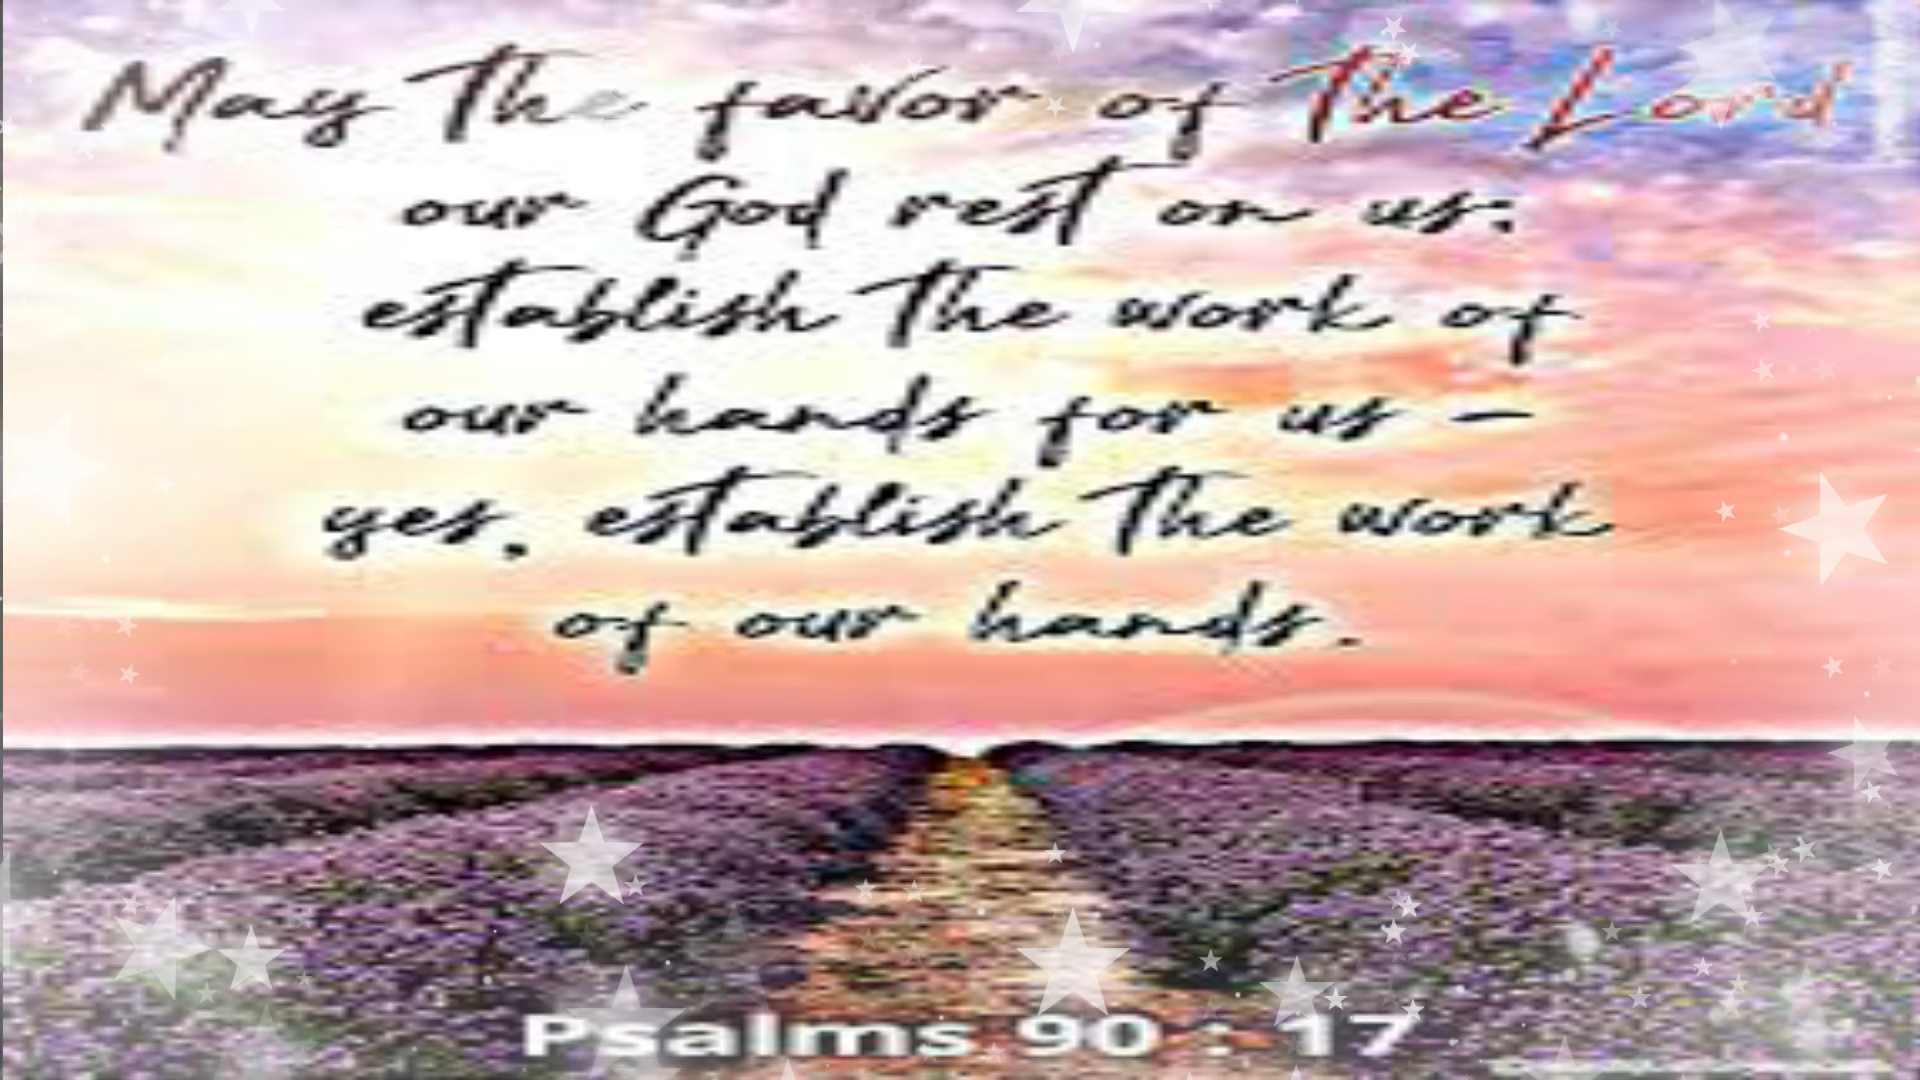 May The favor of The Lord
our God rest on us;
establish The work of
our hands for us –
yes, establish The work
of our hands.
Psalms 90 : 17